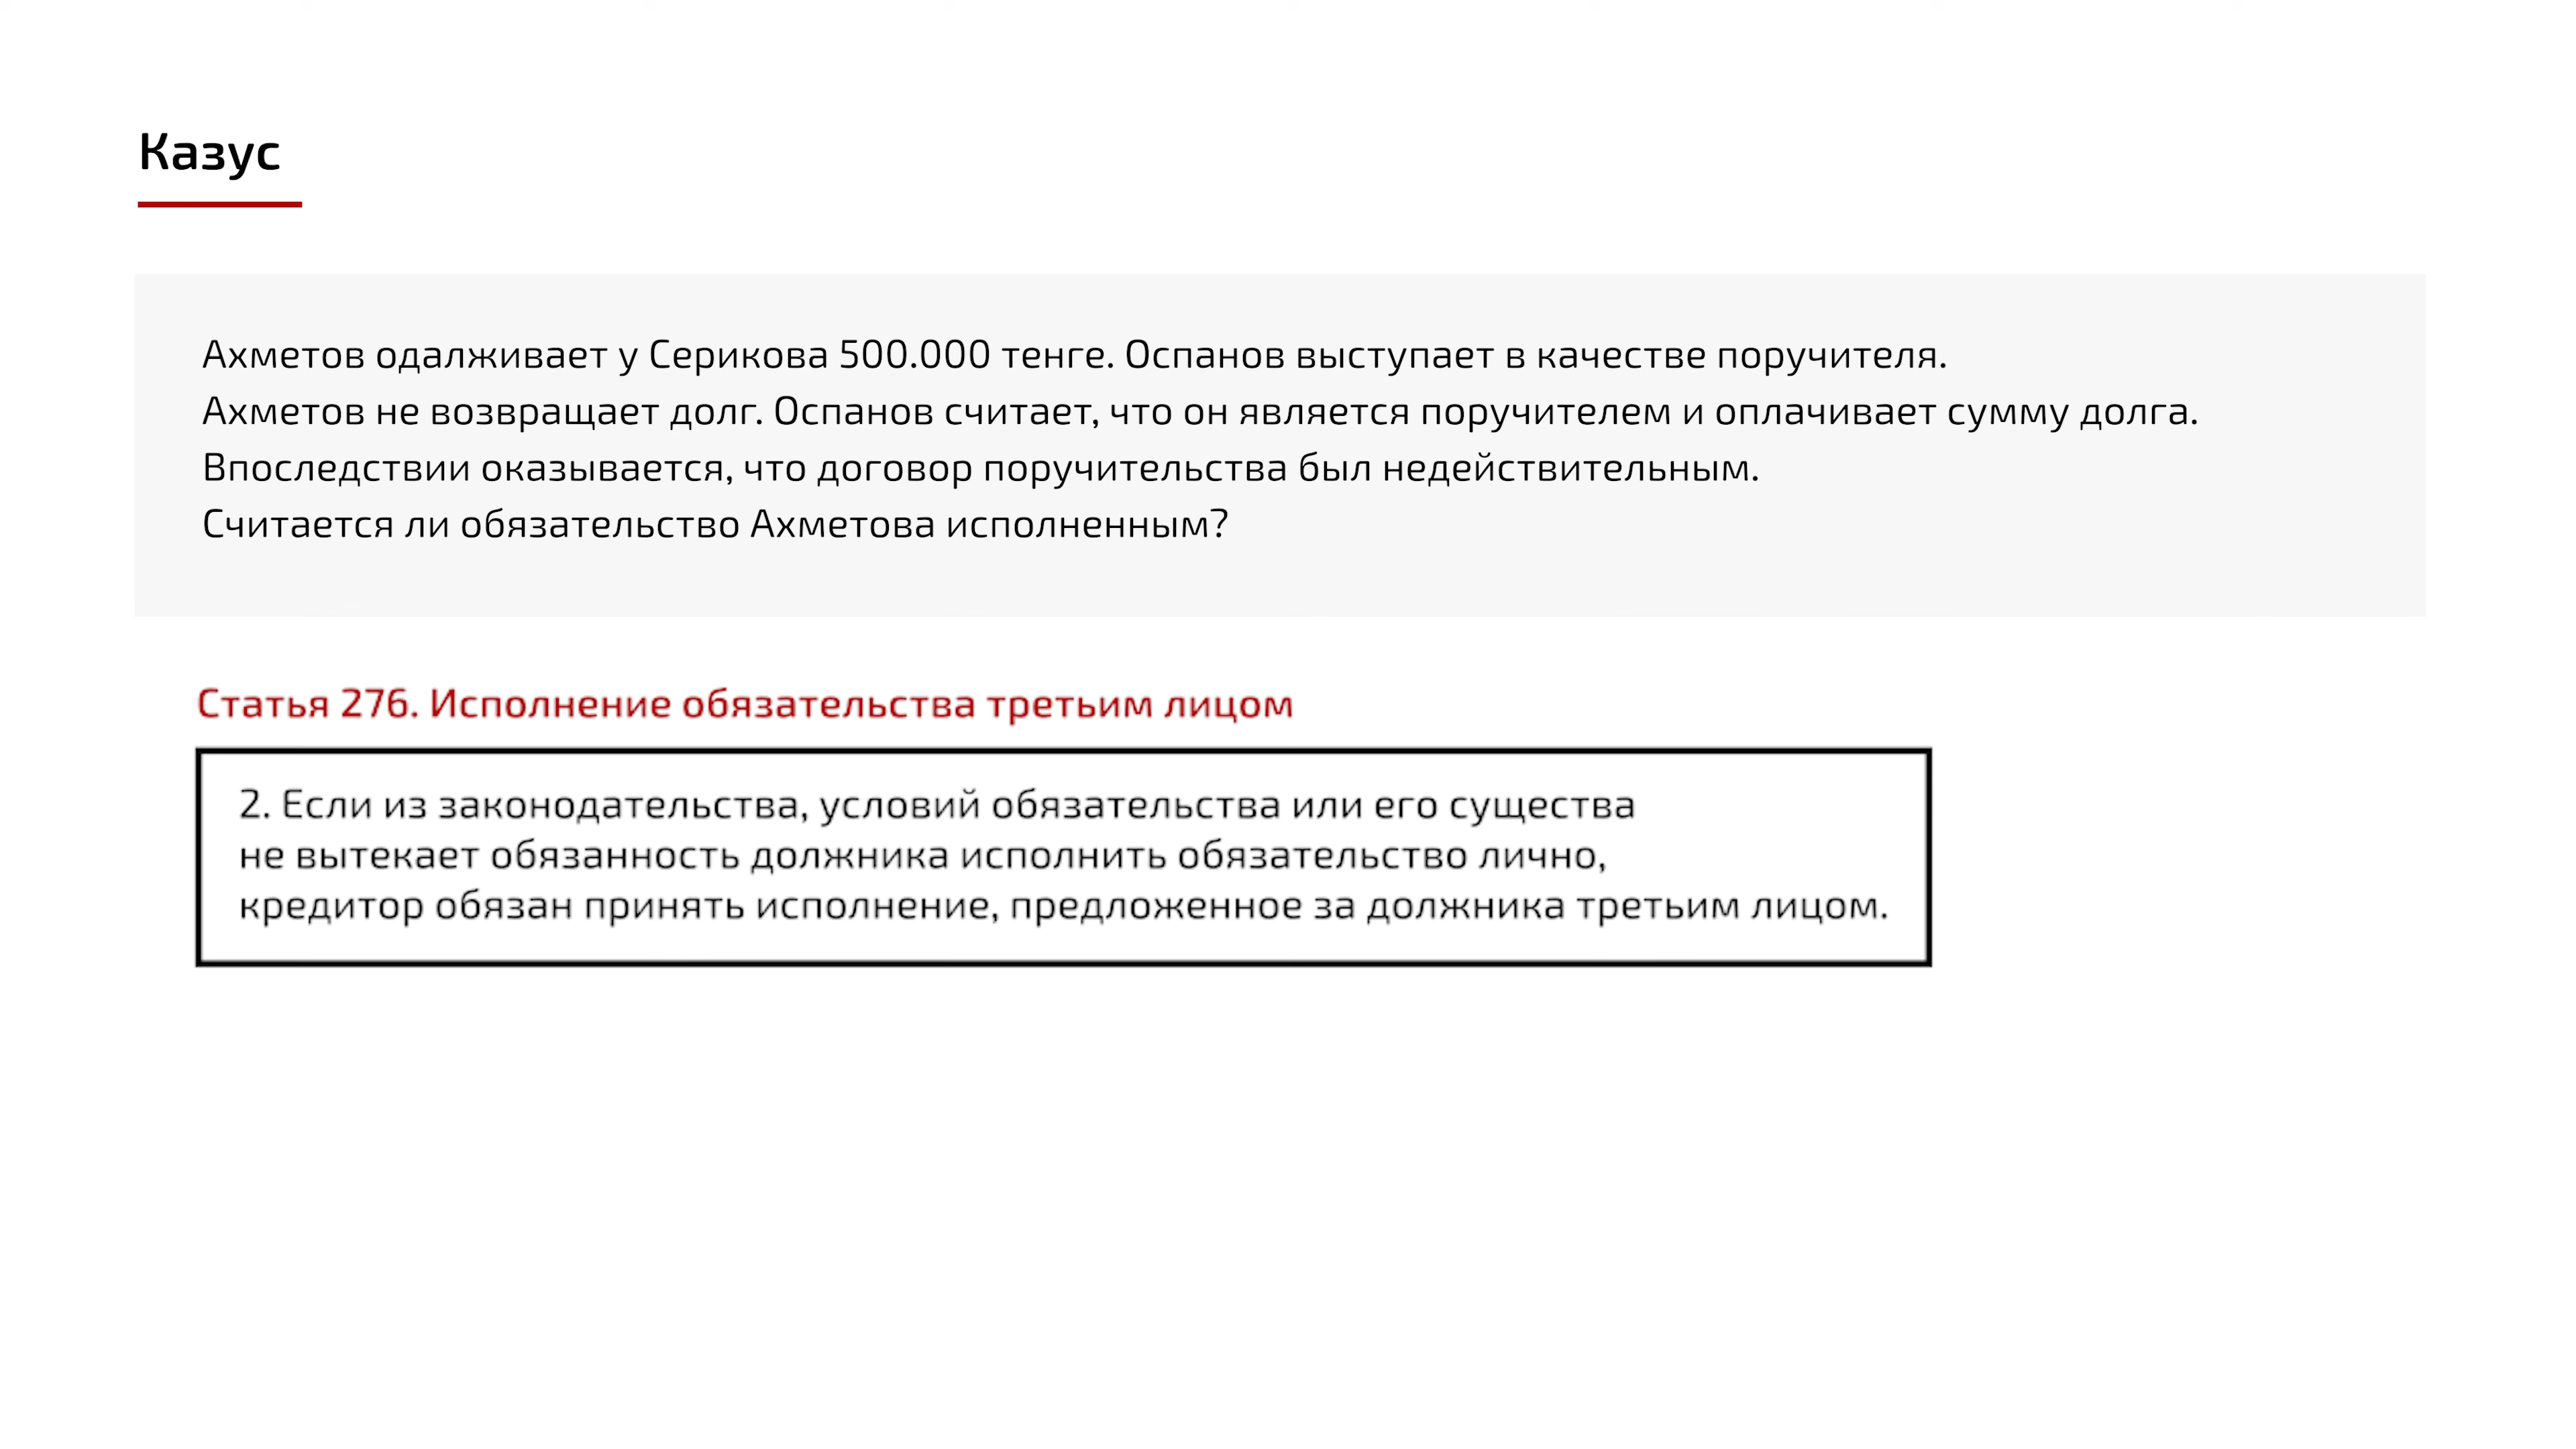 Казус
Ахметов одалживает у Серикова 500.000 тенге. Оспанов выступает в качестве поручителя.
Ахметов не возвращает долг. Оспанов считает, что он является поручителем и оплачивает сумму долга.
Впоследствии оказывается, что договор поручительства был недействительным.
Считается ли обязательство Ахметова исполненным?
Статья 276. Исполнение обязательства третьим лицом
2. Если из законодательства, условий обязательства или его существа
не вытекает обязанность должника исполнить обязательство лично,
кредитор обязан принять исполнение, предложенное за должника третьим лицом.